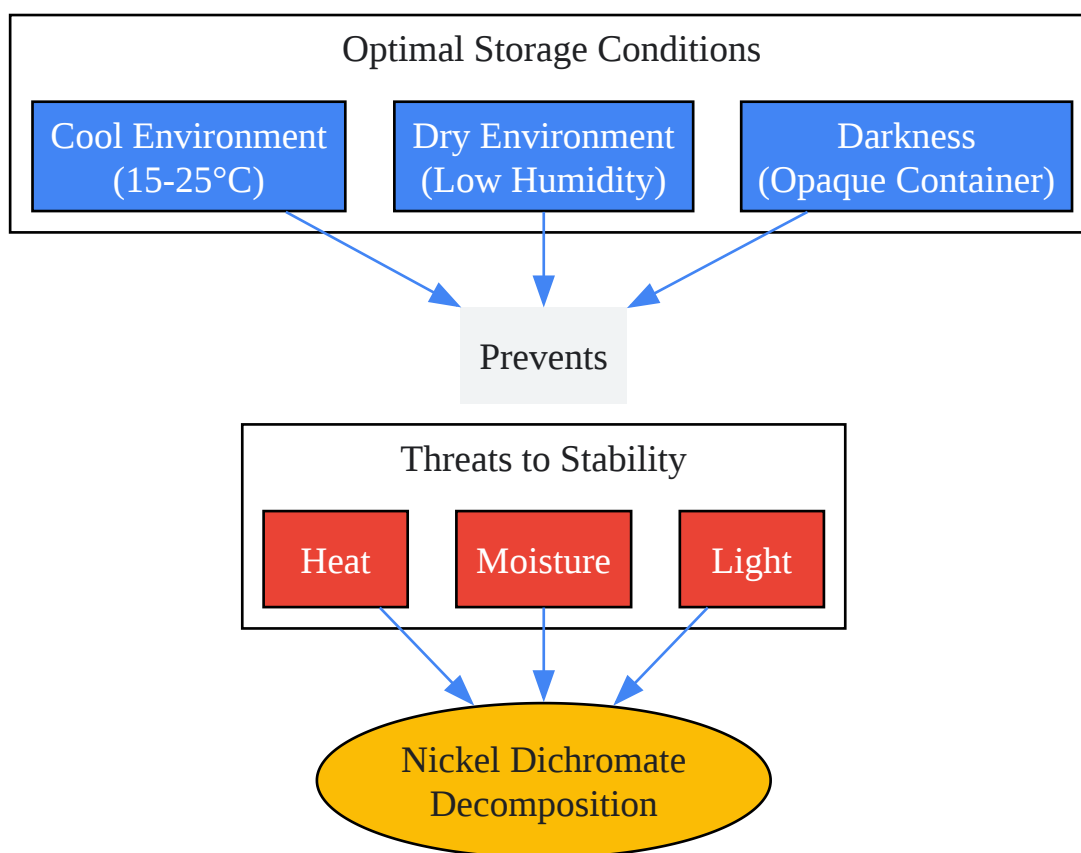 Optimal Storage Conditions
Cool Environment
(15-25°C)
Dry Environment
(Low Humidity)
Darkness
(Opaque Container)
Prevents
Threats to Stability
Heat
Moisture
Light
Nickel Dichromate
Decomposition